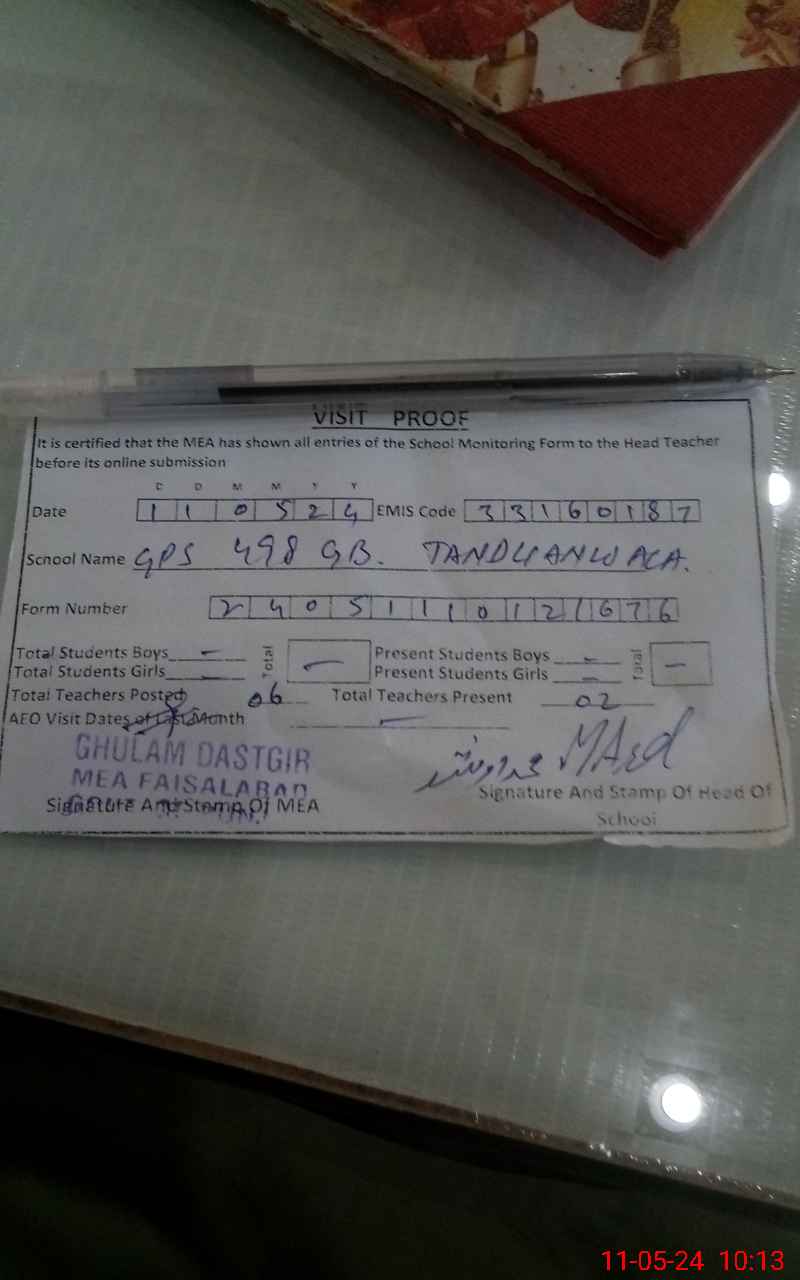 VISIT PROOF
It is certified that the MEA has shown all entries of the School Monitoring Form to the Head Teacher
before its online submission
D D M M Y Y
Date 1 1 0 5 2 4 EMIS Code 3 3 1 6 0 1 8 7
School Name GPS 498 GB. TANDLIANWALA.
Form Number 2 4 0 5 1 1 1 0 1 2 1 6 7 6
Total Students Boys - Total - Present Students Boys - Total -
Total Students Girls - Present Students Girls -
Total Teachers Posted 06 Total Teachers Present 02
AEO Visit Dates of Last Month -
GHULAM DASTGIR
MEA FAISALABAD
Signature And Stamp Of MEA
Signature And Stamp Of Head Of
School
11-05-24 10:13